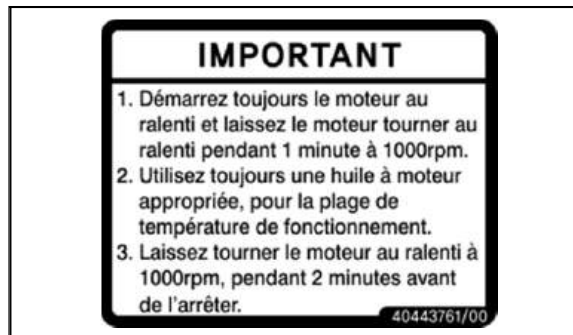 IMPORTANT
1. Démarrez toujours le moteur au
ralenti et laissez le moteur tourner au
ralenti pendant 1 minute à 1000rpm.
2. Utilisez toujours une huile à moteur
appropriée, pour la plage de
température de fonctionnement.
3. Laissez tourner le moteur au ralenti à
1000rpm, pendant 2 minutes avant
de l'arrêter.
40443761/00